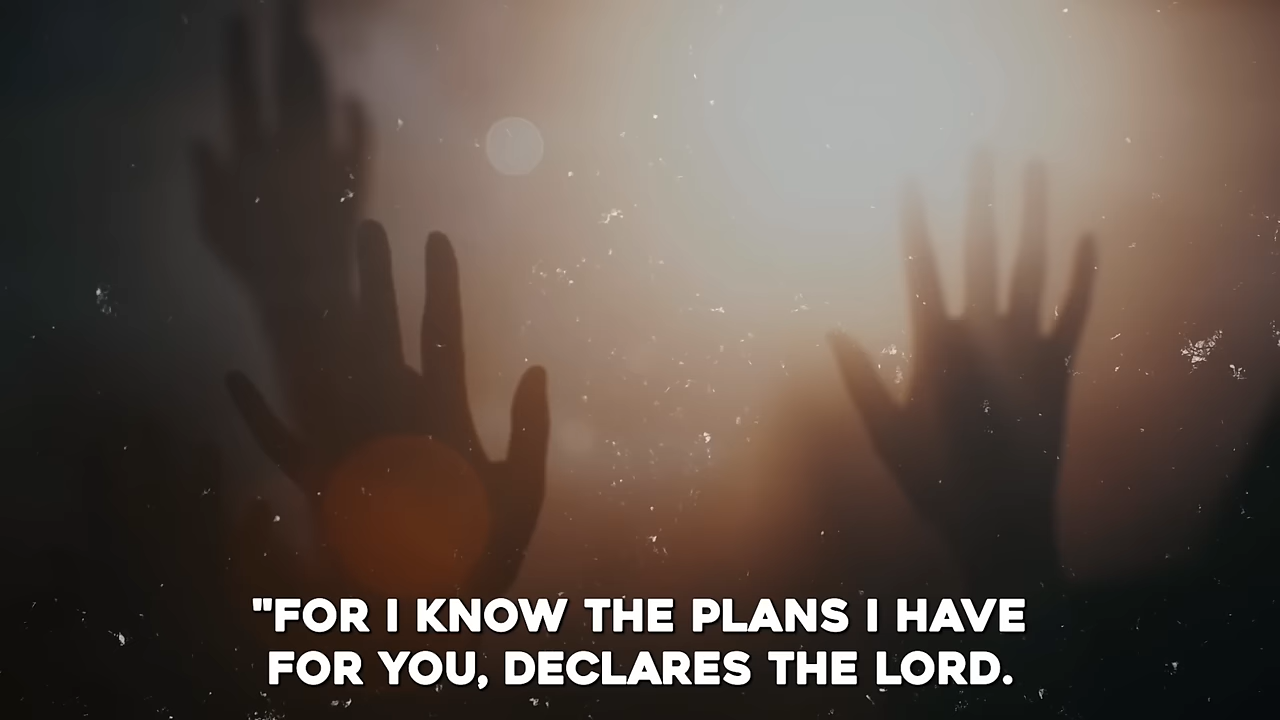 "FOR I KNOW THE PLANS I HAVE
FOR YOU, DECLARES THE LORD.